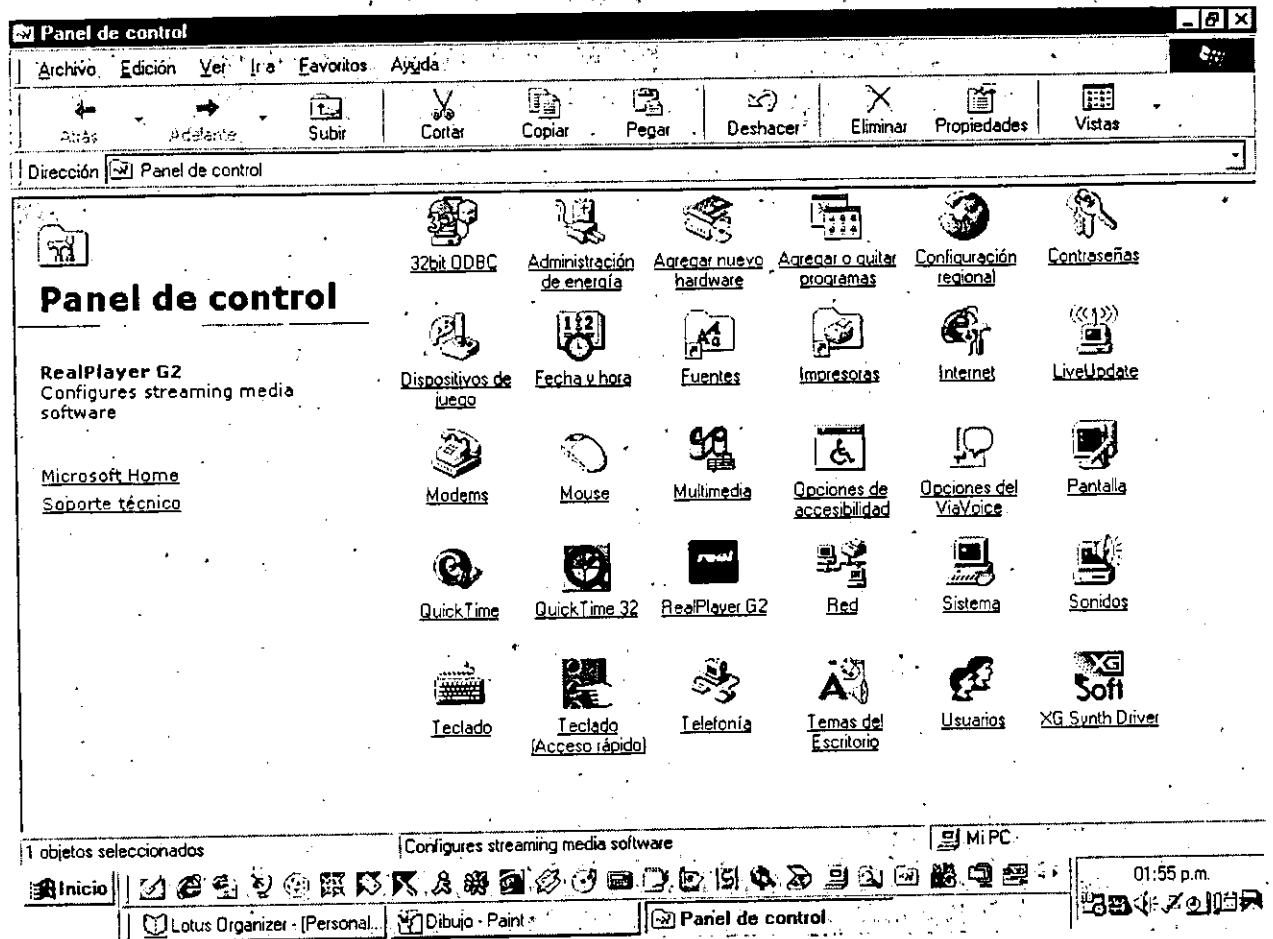 Panel de control
Archivo Edición Ver Ir a Favoritos Ayuda
Atrás Adelante Subir Cortar Copiar Pegar Deshacer Eliminar Propiedades Vistas
Dirección Panel de control
Panel de control
RealPlayer G2
Configures streaming media
software
Microsoft Home
Soporte técnico
32bit ODBC
Administración
de energía
Agregar nuevo
hardware
Agregar o quitar
programas
Configuración
regional
Contraseñas
Dispositivos de
juego
Fecha y hora
Fuentes
Impresoras
Internet
LiveUpdate
Modems
Mouse
Multimedia
Opciones de
accesibilidad
Opciones del
ViaVoice
Pantalla
QuickTime
QuickTime 32
real
RealPlayer G2
Red
Sistema
Sonidos
Teclado
Teclado
(Acceso rápido)
Telefonía
Temas del
Escritorio
Usuarios
XG
Soft
XG Synth Driver
1 objetos seleccionados Configures streaming media software Mi PC
Inicio 01:55 p.m.
Lotus Organizer - [Personal... Dibujo - Paint Panel de control